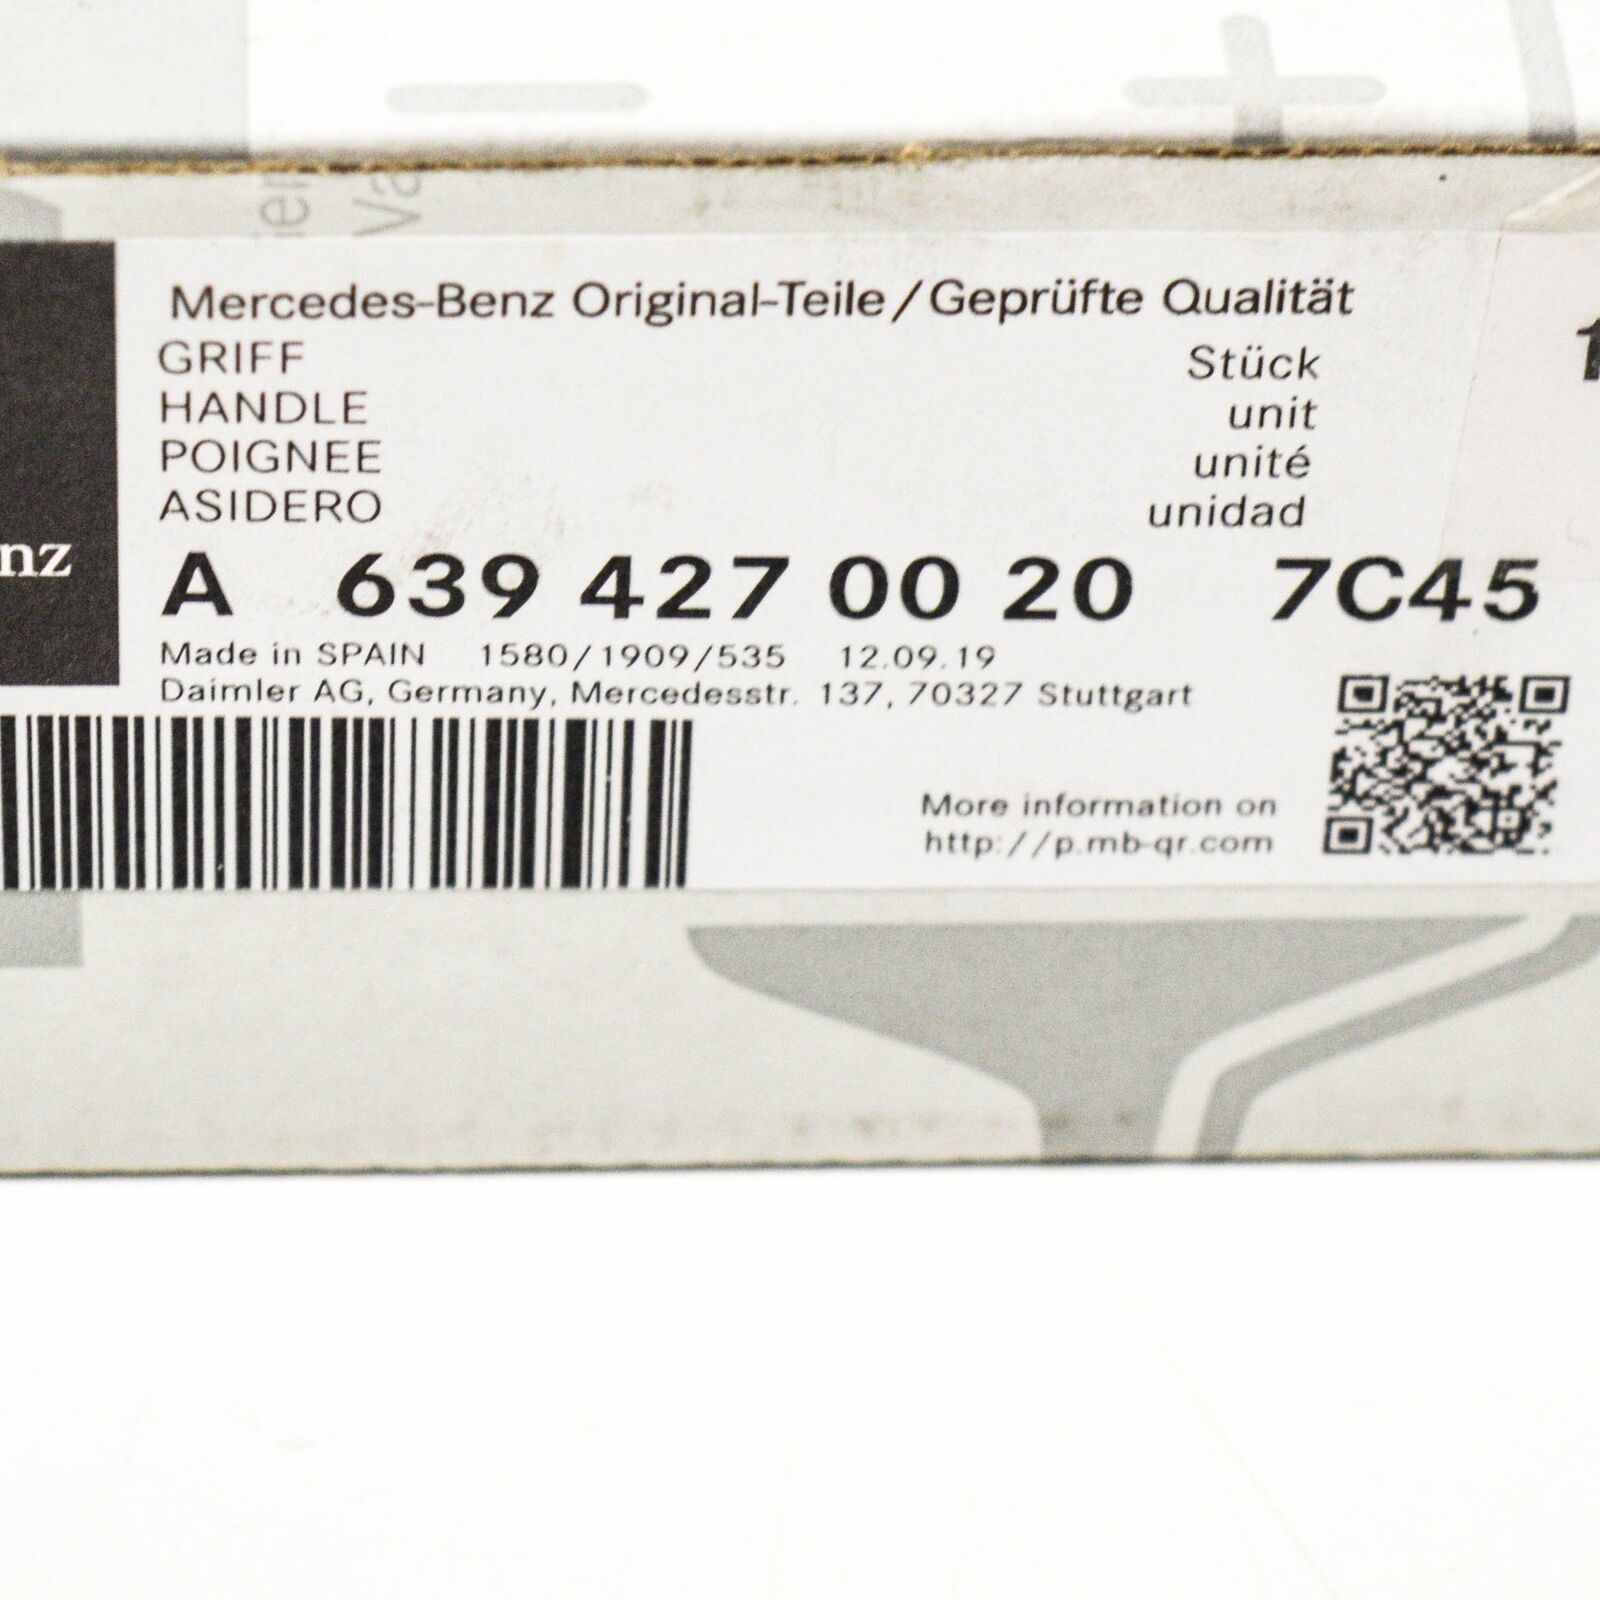 Mercedes-Benz Original-Teile/Geprüfte Qualität
GRIFF Stück 1
HANDLE unit
POIGNEE unité
ASIDERO unidad
nz
A 639 427 00 20 7C45
Made in SPAIN 1580/1909/535 12.09.19
Daimler AG, Germany, Mercedesstr. 137, 70327 Stuttgart
More information on
http://p.mb-qr.com